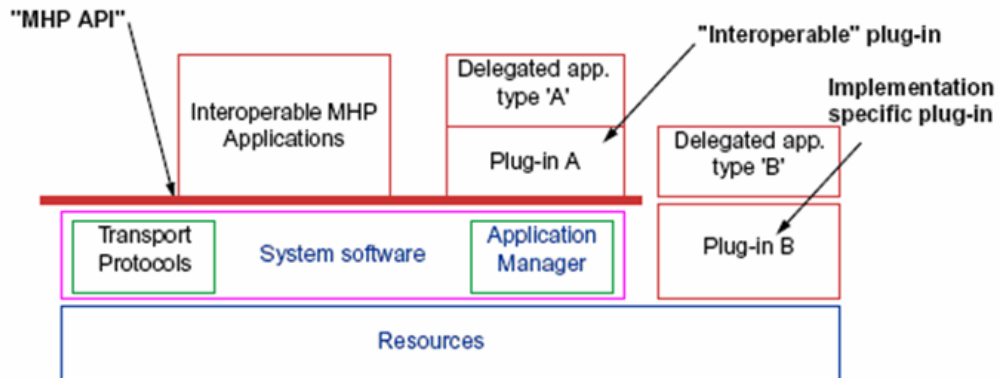 "MHP API"
"Interoperable" plug-in
Implementation
specific plug-in
Interoperable MHP
Applications
Delegated app.
type 'A'
Plug-in A
Delegated app.
type 'B'
Plug-in B
Transport
Protocols
System software
Application
Manager
Resources